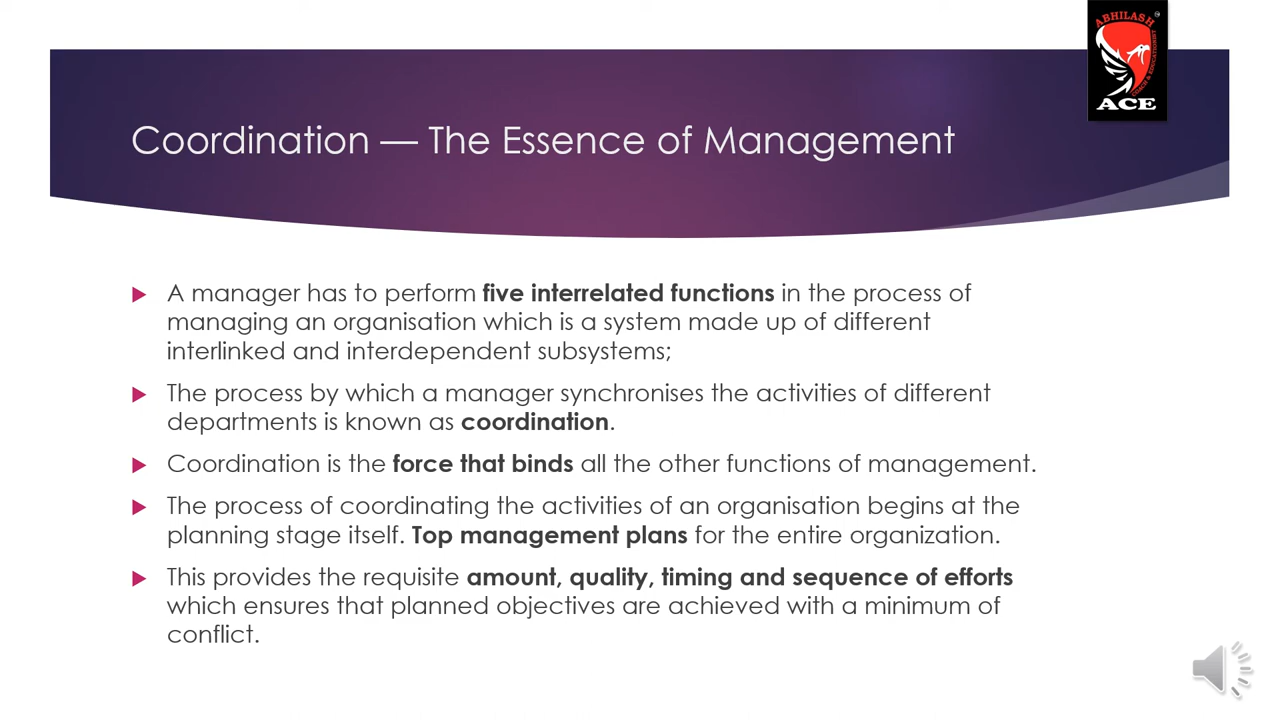 ABHILASH
COACH & EDUCATIONIST
ACE
Coordination — The Essence of Management
A manager has to perform five interrelated functions in the process of
managing an organisation which is a system made up of different
interlinked and interdependent subsystems;
The process by which a manager synchronises the activities of different
departments is known as coordination.
Coordination is the force that binds all the other functions of management.
The process of coordinating the activities of an organisation begins at the
planning stage itself. Top management plans for the entire organization.
This provides the requisite amount, quality, timing and sequence of efforts
which ensures that planned objectives are achieved with a minimum of
conflict.